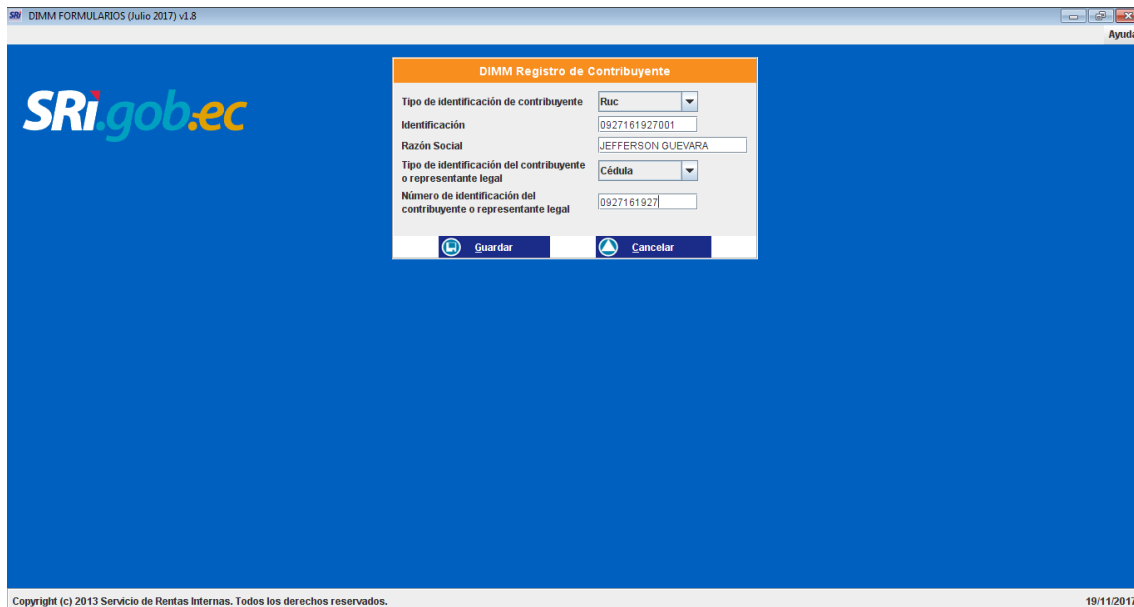 SRi DIMM FORMULARIOS (Julio 2017) v1.8
Ayuda
SRi.gob.ec
DIMM Registro de Contribuyente
Tipo de identificación de contribuyente Ruc
Identificación 0927161927001
Razón Social JEFFERSON GUEVARA
Tipo de identificación del contribuyente
o representante legal Cédula
Número de identificación del
contribuyente o representante legal 0927161927
Guardar Cancelar
Copyright (c) 2013 Servicio de Rentas Internas. Todos los derechos reservados. 19/11/2017